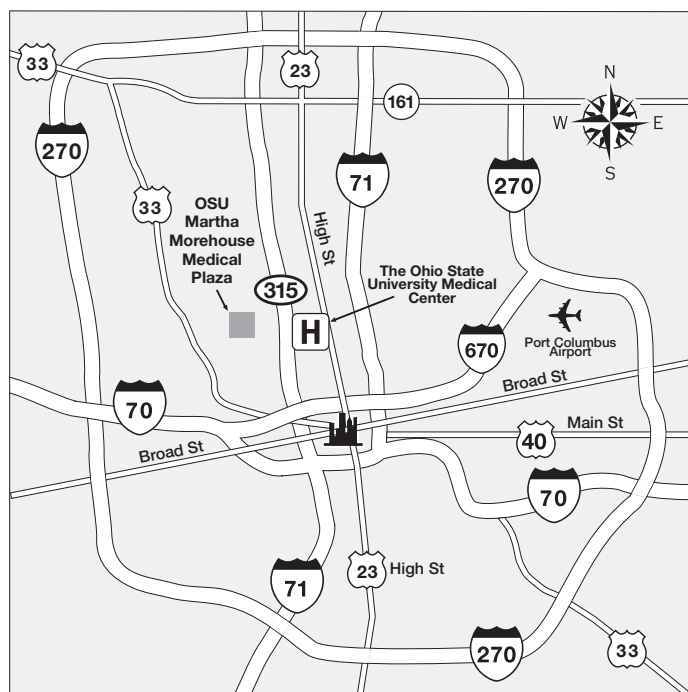 33
23
161
N
W
E
S
270
71
270
33
OSU
Martha
Morehouse
Medical
Plaza
High St
The Ohio State
University Medical
Center
315
H
670
Port Columbus
Airport
Broad St
70
Main St
40
Broad St
70
23
High St
71
270
33